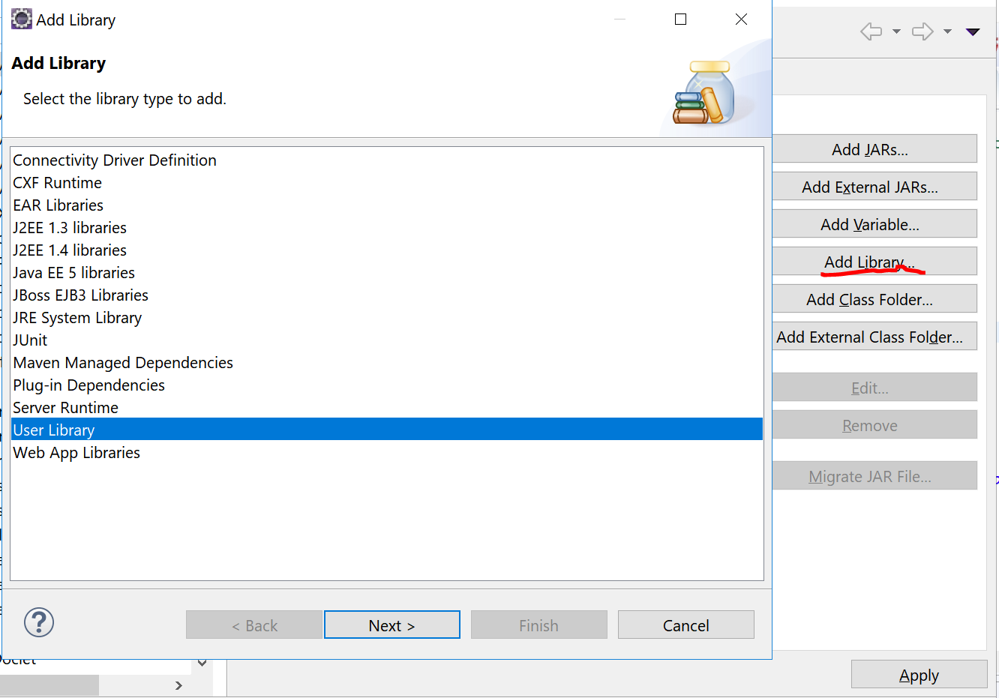 Add Library
Add Library
Select the library type to add.
Connectivity Driver Definition
CXF Runtime
EAR Libraries
J2EE 1.3 libraries
J2EE 1.4 libraries
Java EE 5 libraries
JBoss EJB3 Libraries
JRE System Library
JUnit
Maven Managed Dependencies
Plug-in Dependencies
Server Runtime
User Library
Web App Libraries
< Back
Next >
Finish
Cancel
Add JARs...
Add External JARs...
Add Variable...
Add Library...
Add Class Folder...
Add External Class Folder...
Edit...
Remove
Migrate JAR File...
Apply